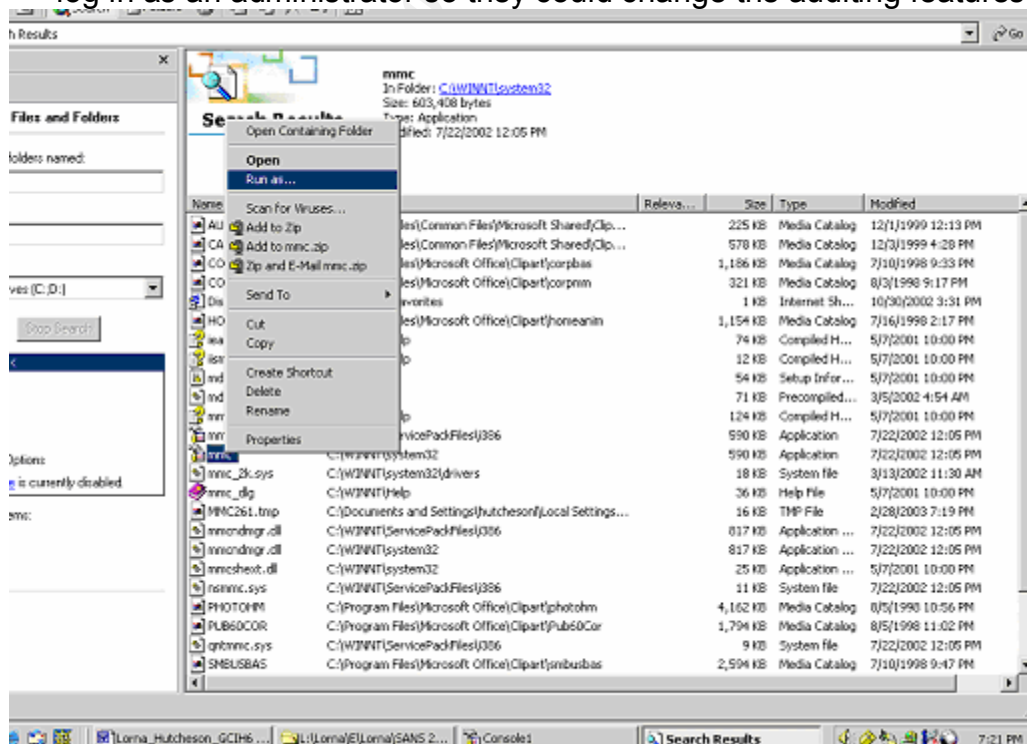 log in as an administrator so they could change the auditing features
Search
h Results
Go
mmc
In Folder: C:\WINNT\system32
Size: 603,408 bytes
Type: Application
Modified: 7/22/2002 12:05 PM
Search Results
Files and Folders
folders named:
ves (C:;D:)
Stop Search
Options
is currently disabled
ems:
Open Containing Folder
Open
Run as...
Scan for Viruses...
Add to Zip
Add to mmc.zip
Zip and E-Mail mmc.zip
Send To
Cut
Copy
Create Shortcut
Delete
Rename
Properties
Name Releva... Size Type Modified
AU les\Common Files\Microsoft Shared\Clip... 225 KB Media Catalog 12/1/1999 12:13 PM
CA les\Common Files\Microsoft Shared\Clip... 578 KB Media Catalog 12/3/1999 4:28 PM
CO les\Microsoft Office\Clipart\corpbas 1,186 KB Media Catalog 7/10/1998 9:33 PM
CO les\Microsoft Office\Clipart\corpmm 321 KB Media Catalog 8/3/1998 9:17 PM
Dis avorites 1 KB Internet Sh... 10/30/2002 3:31 PM
HO les\Microsoft Office\Clipart\homeanim 1,154 KB Media Catalog 7/16/1998 2:17 PM
iea lp 74 KB Compiled H... 5/7/2001 10:00 PM
ism lp 12 KB Compiled H... 5/7/2001 10:00 PM
md 54 KB Setup Infor... 5/7/2001 10:00 PM
md 71 KB Precompiled... 3/5/2002 4:54 AM
mm lp 124 KB Compiled H... 5/7/2001 10:00 PM
mm ervicePackFiles\i386 590 KB Application 7/22/2002 12:05 PM
mmc C:\WINNT\system32 590 KB Application 7/22/2002 12:05 PM
mmc_2k.sys C:\WINNT\system32\drivers 18 KB System file 3/13/2002 11:30 AM
mmc_dlg C:\WINNT\Help 36 KB Help File 5/7/2001 10:00 PM
MMC261.tmp C:\Documents and Settings\hutchesonl\Local Settings... 16 KB TMP File 2/28/2003 7:19 PM
mmcndmgr.dll C:\WINNT\ServicePackFiles\i386 817 KB Application ... 7/22/2002 12:05 PM
mmcndmgr.dll C:\WINNT\system32 817 KB Application ... 7/22/2002 12:05 PM
mmcshext.dll C:\WINNT\system32 25 KB Application ... 5/7/2001 10:00 PM
nsmmc.sys C:\WINNT\ServicePackFiles\i386 11 KB System file 7/22/2002 12:05 PM
PHOTOHM C:\Program Files\Microsoft Office\Clipart\photohm 4,162 KB Media Catalog 8/5/1998 10:56 PM
PUB60COR C:\Program Files\Microsoft Office\Clipart\Pub60Cor 1,794 KB Media Catalog 8/5/1998 11:02 PM
qntmmc.sys C:\WINNT\ServicePackFiles\i386 9 KB System file 7/22/2002 12:05 PM
SMBUSBAS C:\Program Files\Microsoft Office\Clipart\smbusbas 2,594 KB Media Catalog 7/10/1998 9:47 PM
Lorna_Hutcheson_GCIH6 ... L:\Lorna\E\Lorna\SANS 2... Console1 Search Results 7:21 PM